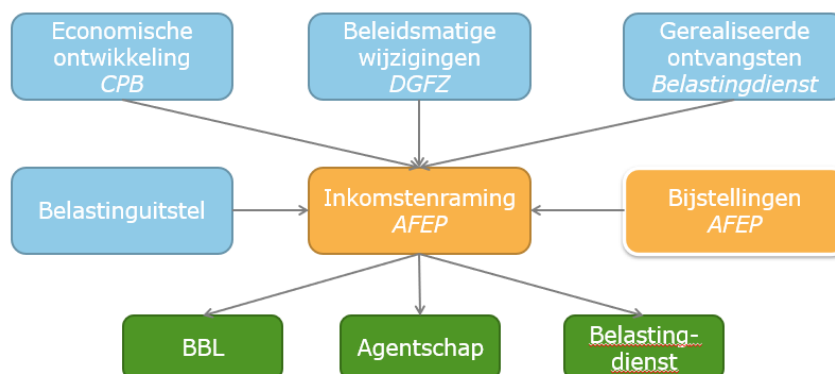 Economische
ontwikkeling
CPB
Beleidsmatige
wijzigingen
DGFZ
Gerealiseerde
ontvangsten
Belastingdienst
Belastinguitstel
Inkomstenraming
AFEP
Bijstellingen
AFEP
BBL
Agentschap
Belasting-
dienst